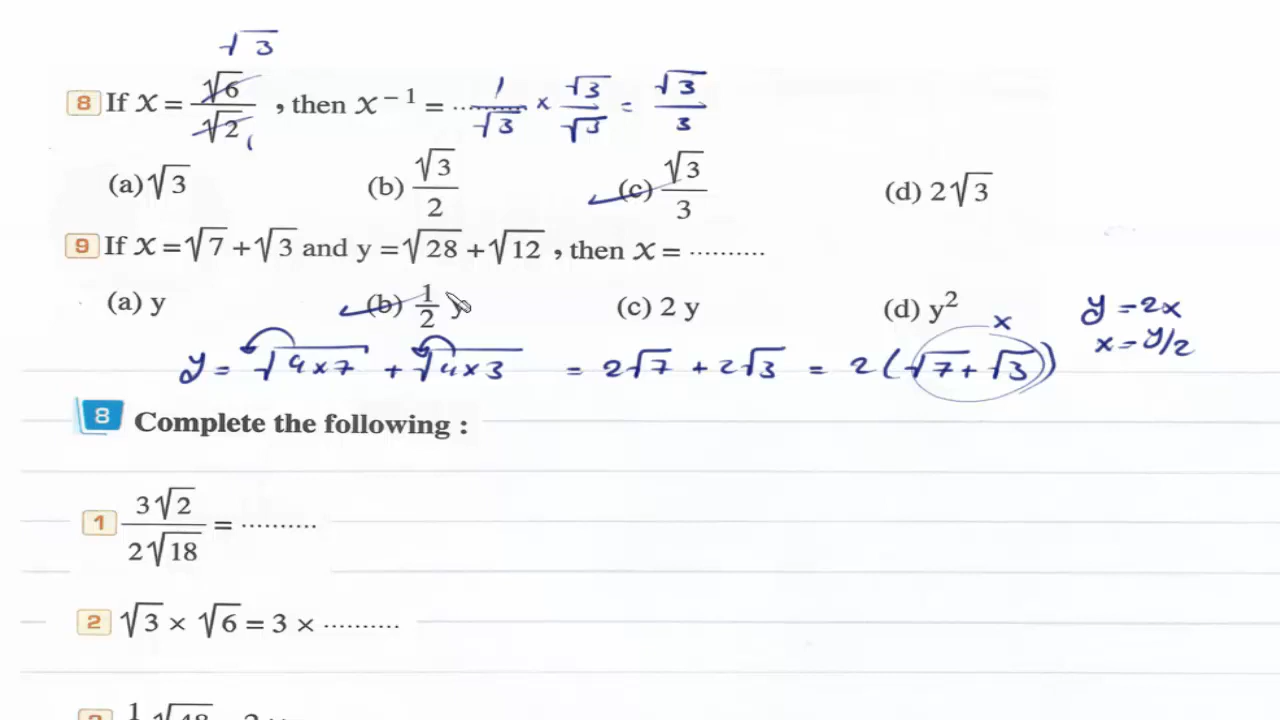 √3
8 If x = √6/√2, then x⁻¹ = .......... 1/√3 × √3/√3 = √3/3
1
(a) √3 (b) √3/2 (c) √3/3 (d) 2√3
9 If x = √7 + √3 and y = √28 + √12 , then x = ..........
(a) y (b) 1/2 y (c) 2 y (d) y²
y = 2x
x = y/2
x
y = √4×7 + √4×3 = 2√7 + 2√3 = 2(√7 + √3)
8 Complete the following :
1 3√2/2√18 = ..........
2 √3 × √6 = 3 × ..........